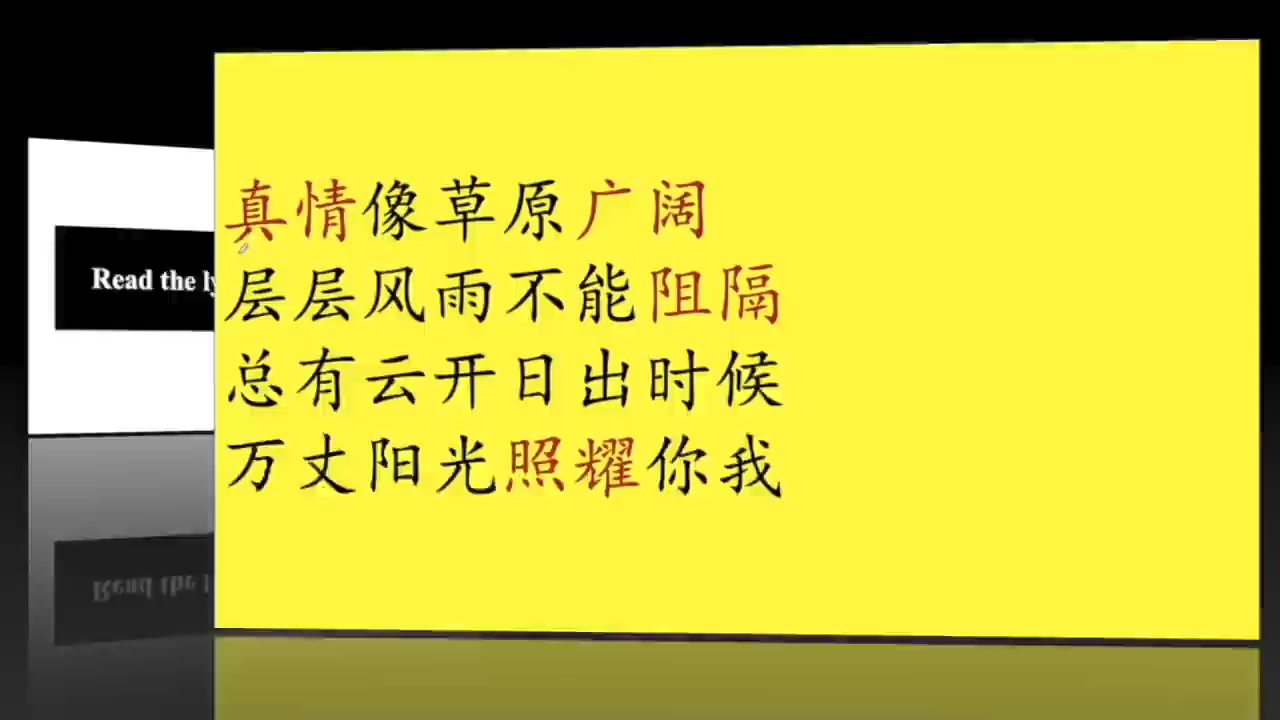 Read the
真情像草原广阔
层层风雨不能阻隔
总有云开日出时候
万丈阳光照耀你我